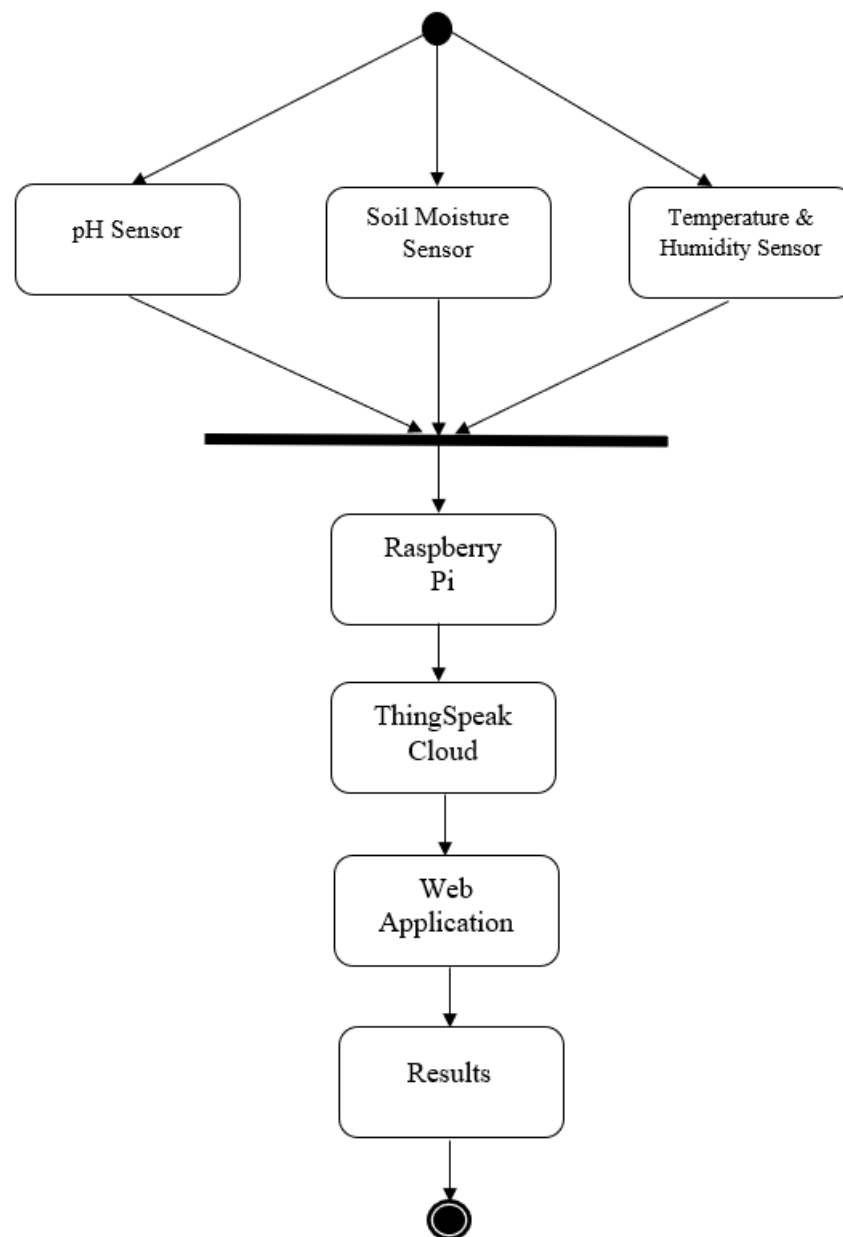 pH Sensor
Soil Moisture
Sensor
Temperature &
Humidity Sensor
Raspberry
Pi
ThingSpeak
Cloud
Web
Application
Results